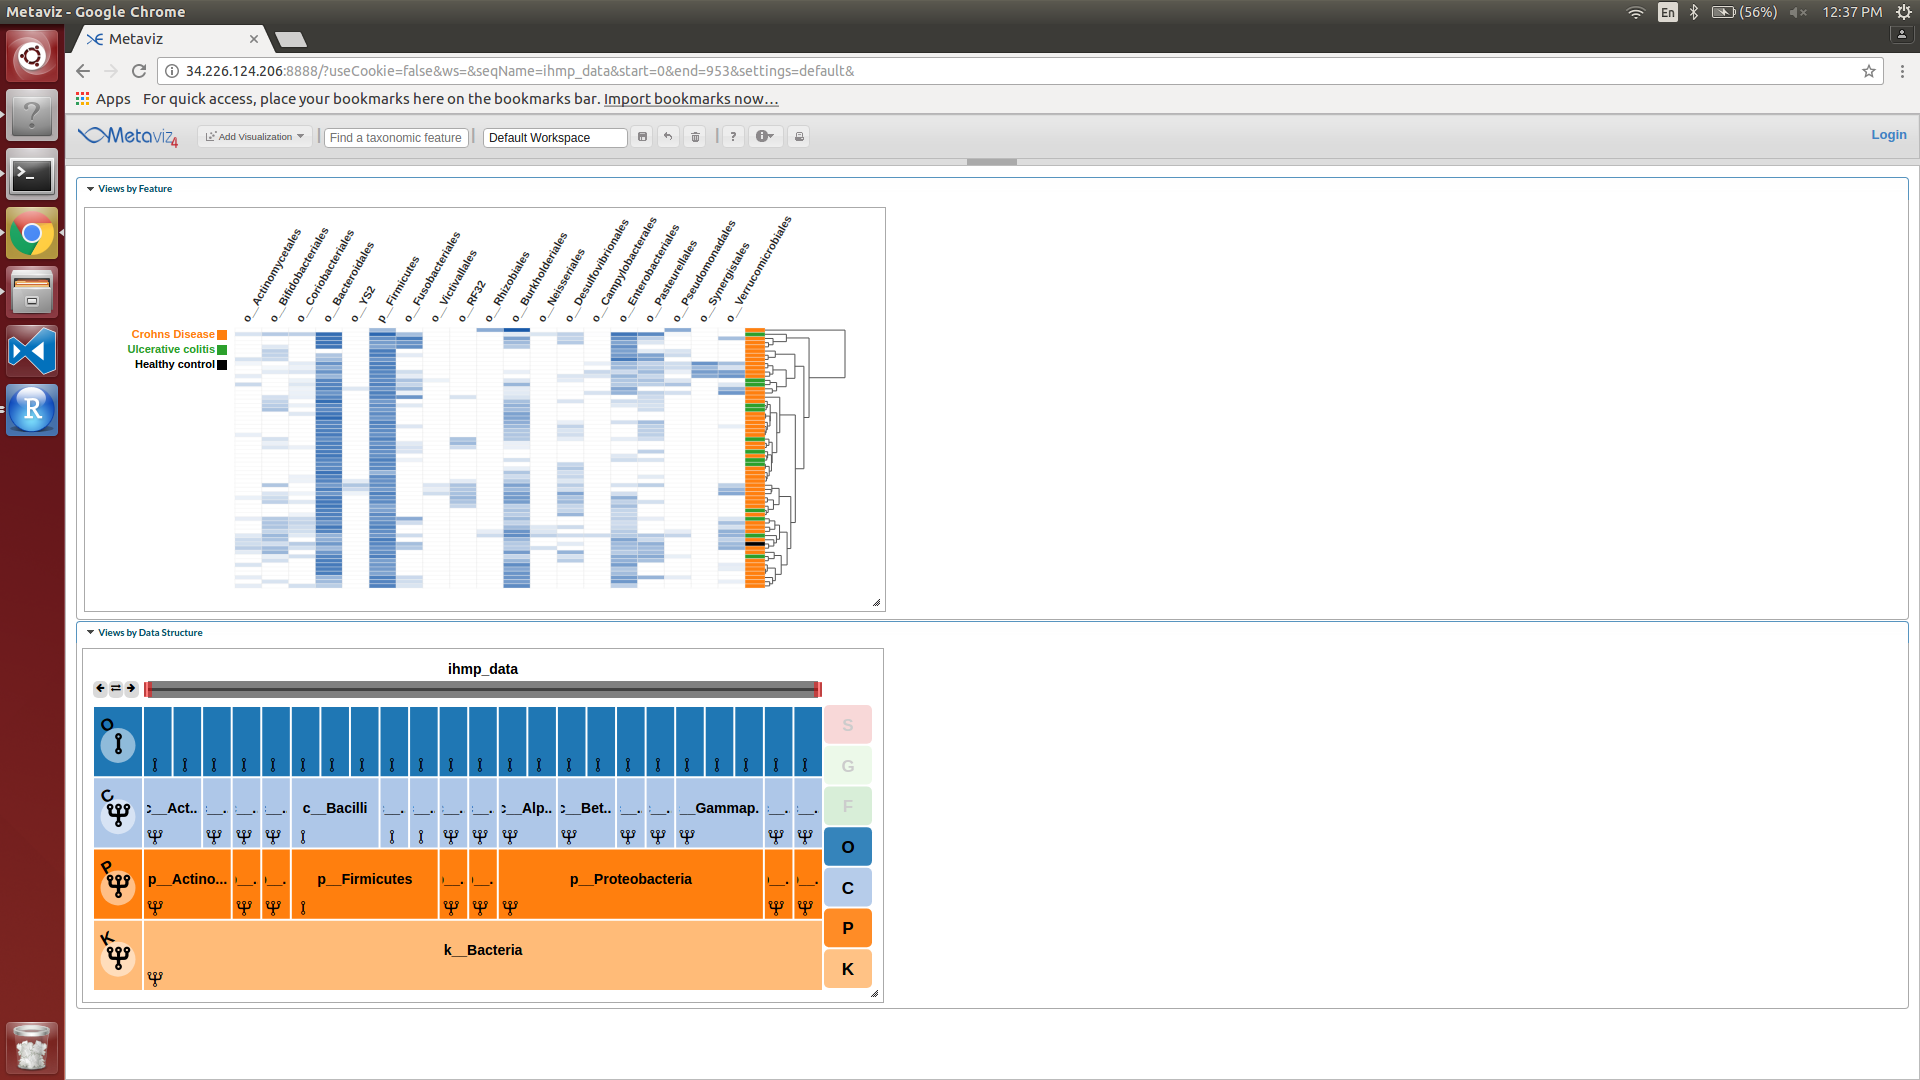 Metaviz - Google Chrome
En (56%) 12:37 PM
Metaviz
34.226.124.206:8888/?useCookie=false&ws=&seqName=ihmp_data&start=0&end=953&settings=default&
Apps For quick access, place your bookmarks here on the bookmarks bar. Import bookmarks now...
Metaviz4 Add Visualization Find a taxonomic feature Default Workspace ? Login
Views by Feature
o__Actinomycetales
o__Bifidobacteriales
o__Coriobacteriales
o__Bacteroidales
o__YS2
p__Firmicutes
o__Fusobacteriales
o__Victivallales
o__RF32
o__Rhizobiales
o__Burkholderiales
o__Neisseriales
o__Desulfovibrionales
o__Campylobacterales
o__Enterobacteriales
o__Pasteurellales
o__Pseudomonadales
o__Synergistales
o__Verrucomicrobiales
Crohns Disease
Ulcerative colitis
Healthy control
Views by Data Structure
ihmp_data
O S
G
C c__Act.. c__Bacilli c__Alp.. c__Bet.. __Gammap. F
O
P p__Actino... p__Firmicutes p__Proteobacteria C
P
K k__Bacteria K